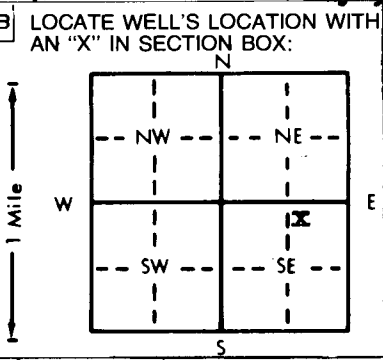 B LOCATE WELL'S LOCATION WITH
AN "X" IN SECTION BOX:
N
NW NE
1 Mile
W E
X
SW SE
S